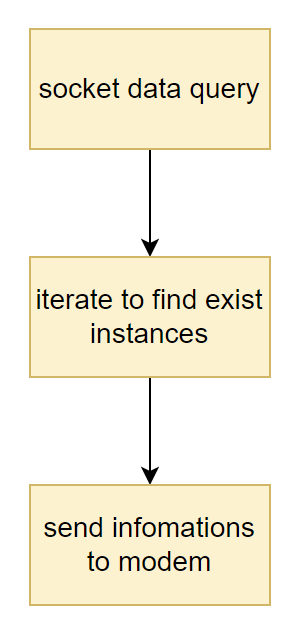 socket data query
iterate to find exist
instances
send infomations
to modem